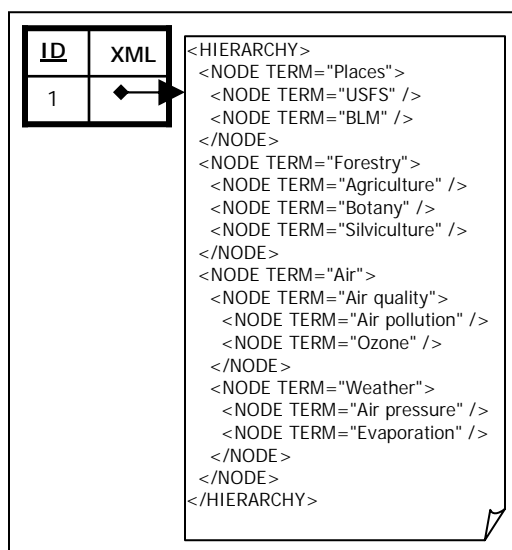 ID XML
1
<HIERARCHY>
<NODE TERM="Places">
<NODE TERM="USFS" />
<NODE TERM="BLM" />
</NODE>
<NODE TERM="Forestry">
<NODE TERM="Agriculture" />
<NODE TERM="Botany" />
<NODE TERM="Silviculture" />
</NODE>
<NODE TERM="Air">
<NODE TERM="Air quality">
<NODE TERM="Air pollution" />
<NODE TERM="Ozone" />
</NODE>
<NODE TERM="Weather">
<NODE TERM="Air pressure" />
<NODE TERM="Evaporation" />
</NODE>
</NODE>
</HIERARCHY>